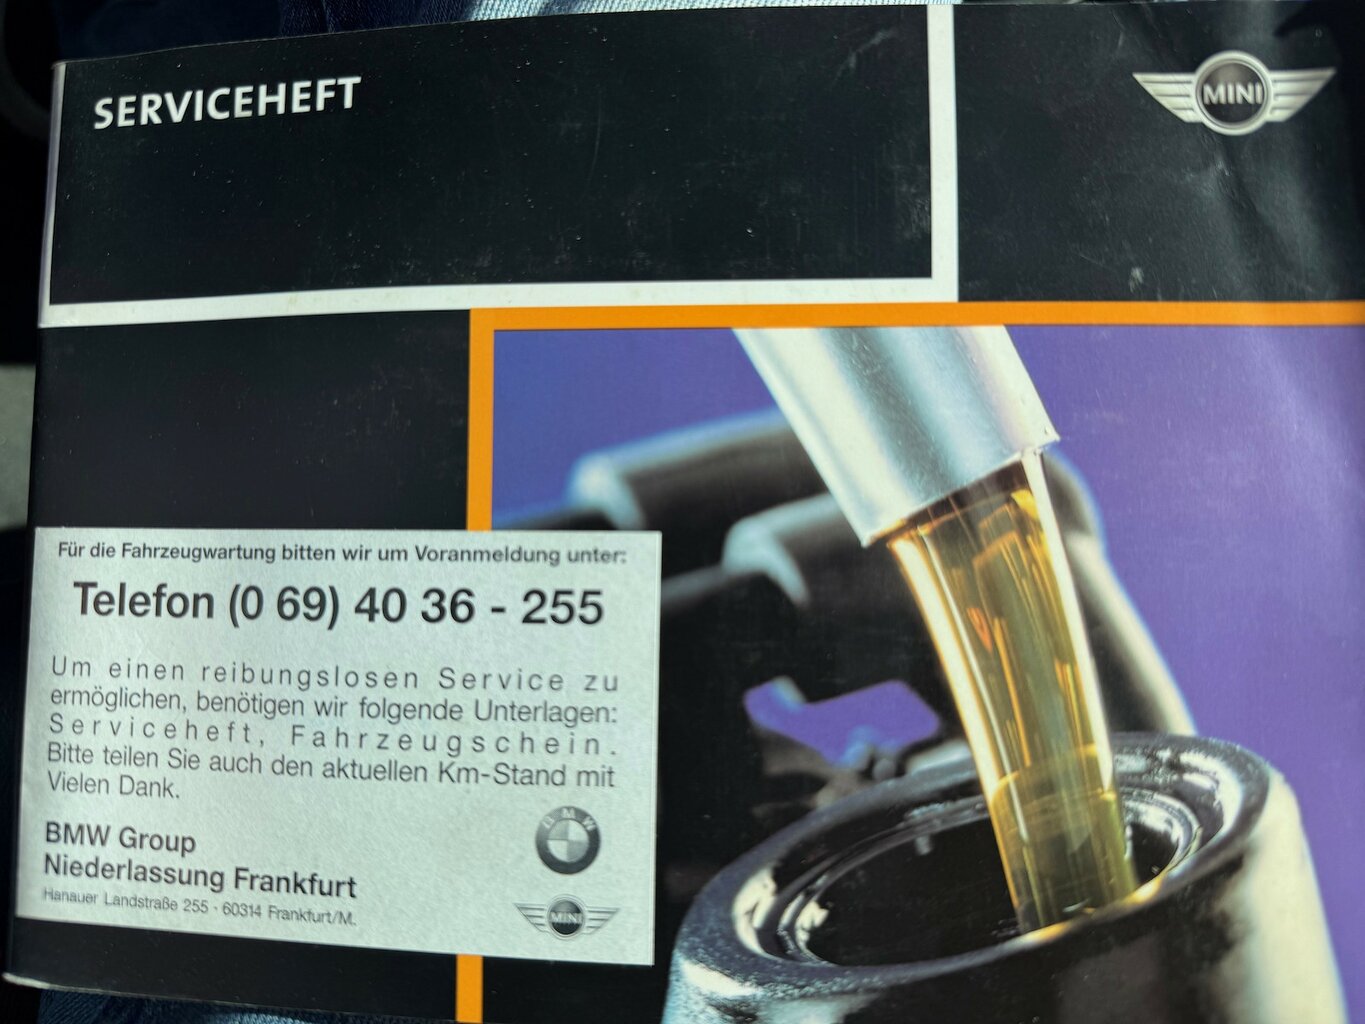 SERVICEHEFT
MINI
Für die Fahrzeugwartung bitten wir um Voranmeldung unter:
Telefon (0 69) 40 36 - 255
Um einen reibungslosen Service zu
ermöglichen, benötigen wir folgende Unterlagen:
Serviceheft, Fahrzeugschein.
Bitte teilen Sie auch den aktuellen Km-Stand mit
Vielen Dank.
BMW
BMW Group
Niederlassung Frankfurt
Hanauer Landstraße 255 · 60314 Frankfurt/M.
MINI